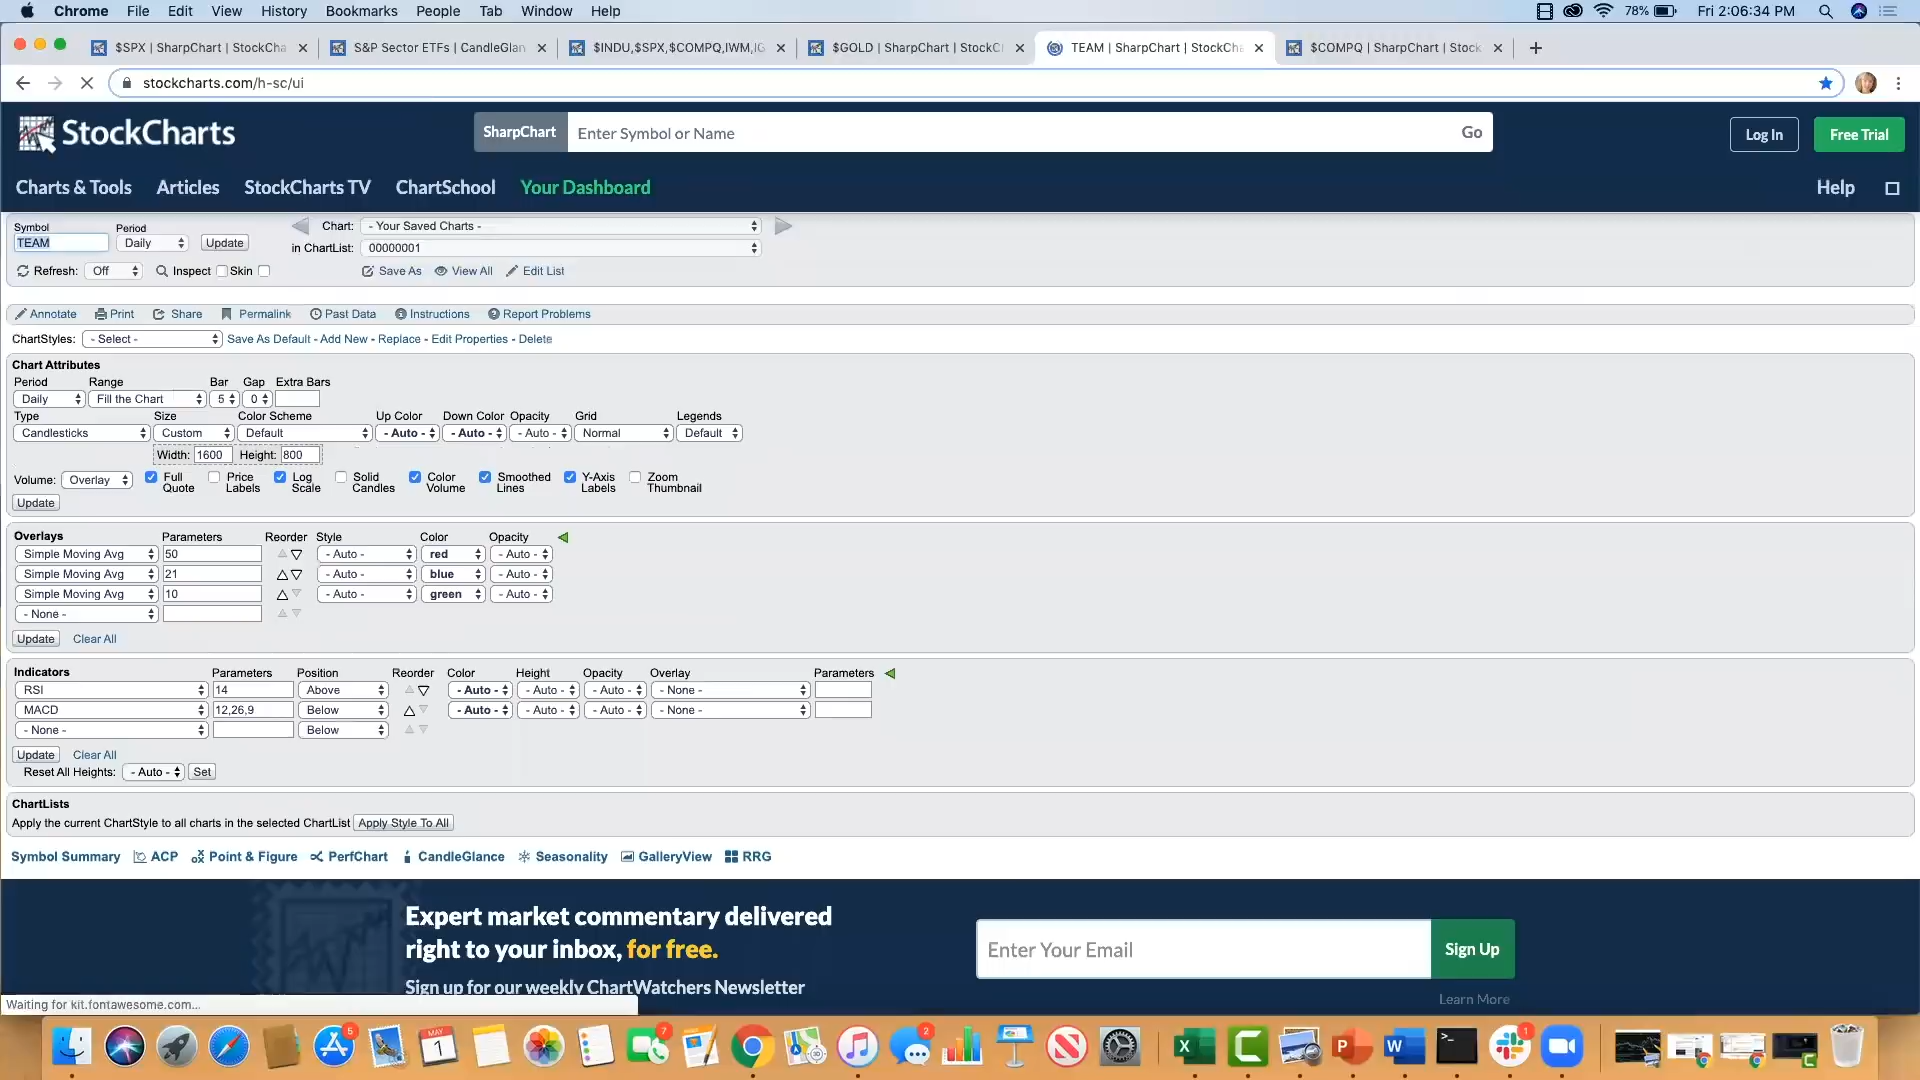 Chrome File Edit View History Bookmarks People Tab Window Help 78% Fri 2:06:34 PM
$SPX | SharpChart | StockCha S&P Sector ETFs | CandleGlan $INDU,$SPX,$COMPQ,IWM,IG $GOLD | SharpChart | StockCh TEAM | SharpChart | StockCha $COMPQ | SharpChart | Stock
stockcharts.com/h-sc/ui
StockCharts SharpChart Enter Symbol or Name Go Log In Free Trial
Charts & Tools Articles StockCharts TV ChartSchool Your Dashboard Help
Symbol Period Chart: - Your Saved Charts -
TEAM Daily Update in ChartList: 00000001
Refresh: Off Inspect Skin Save As View All Edit List
Annotate Print Share Permalink Past Data Instructions Report Problems
ChartStyles: - Select - Save As Default - Add New - Replace - Edit Properties - Delete
Chart Attributes
Period Range Bar Gap Extra Bars
Daily Fill the Chart 5 0
Type Size Color Scheme Up Color Down Color Opacity Grid Legends
Candlesticks Custom Default - Auto - - Auto - - Auto - Normal Default
Width: 1600 Height: 800
Volume: Overlay Full Quote Price Labels Log Scale Solid Candles Color Volume Smoothed Lines Y-Axis Labels Zoom Thumbnail
Update
Overlays Parameters Reorder Style Color Opacity
Simple Moving Avg 50 - Auto - red - Auto -
Simple Moving Avg 21 - Auto - blue - Auto -
Simple Moving Avg 10 - Auto - green - Auto -
- None -
Update Clear All
Indicators Parameters Position Reorder Color Height Opacity Overlay Parameters
RSI 14 Above - Auto - - Auto - - Auto - - None -
MACD 12,26,9 Below - Auto - - Auto - - Auto - - None -
- None - Below
Update Clear All
Reset All Heights: - Auto - Set
ChartLists
Apply the current ChartStyle to all charts in the selected ChartList Apply Style To All
Symbol Summary ACP Point & Figure PerfChart CandleGlance Seasonality GalleryView RRG
Expert market commentary delivered
right to your inbox, for free.
Enter Your Email Sign Up
Sign up for our weekly ChartWatchers Newsletter
Learn More
Waiting for kit.fontawesome.com...
5 MAY 1 7 2 1
X C P W >_